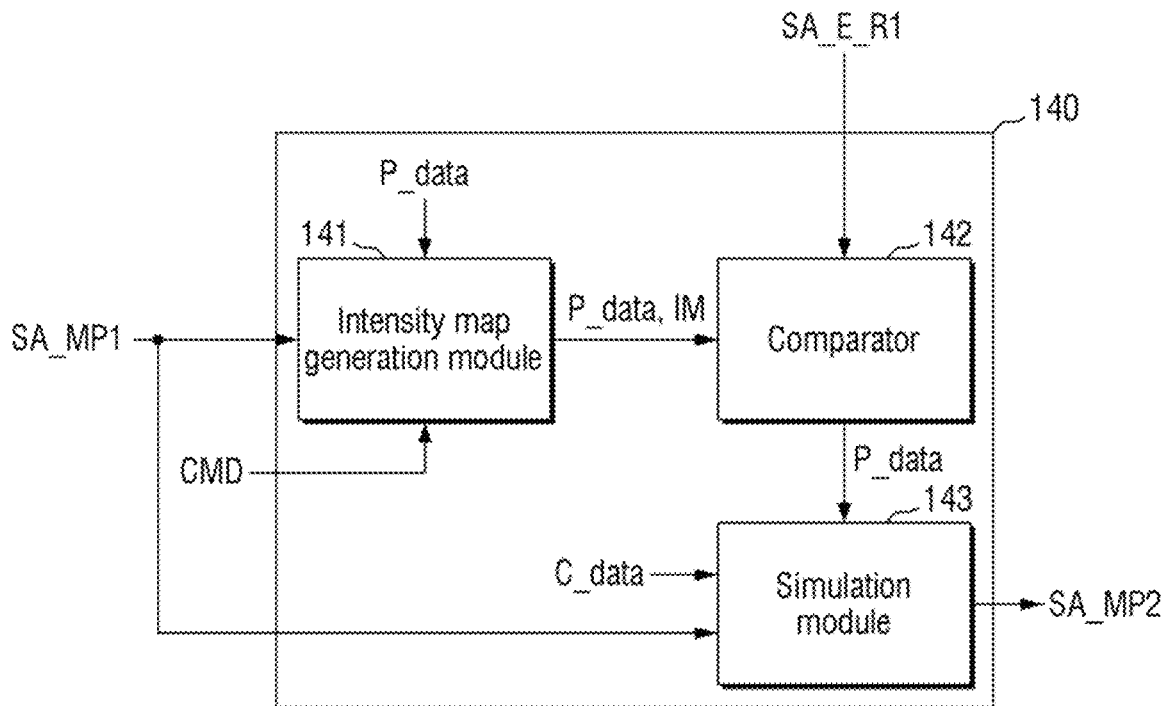 SA_E_R1
140
P_data
141
142
SA_MP1
Intensity map
generation module
P_data, IM
Comparator
CMD
P_data
143
C_data
Simulation
module
SA_MP2